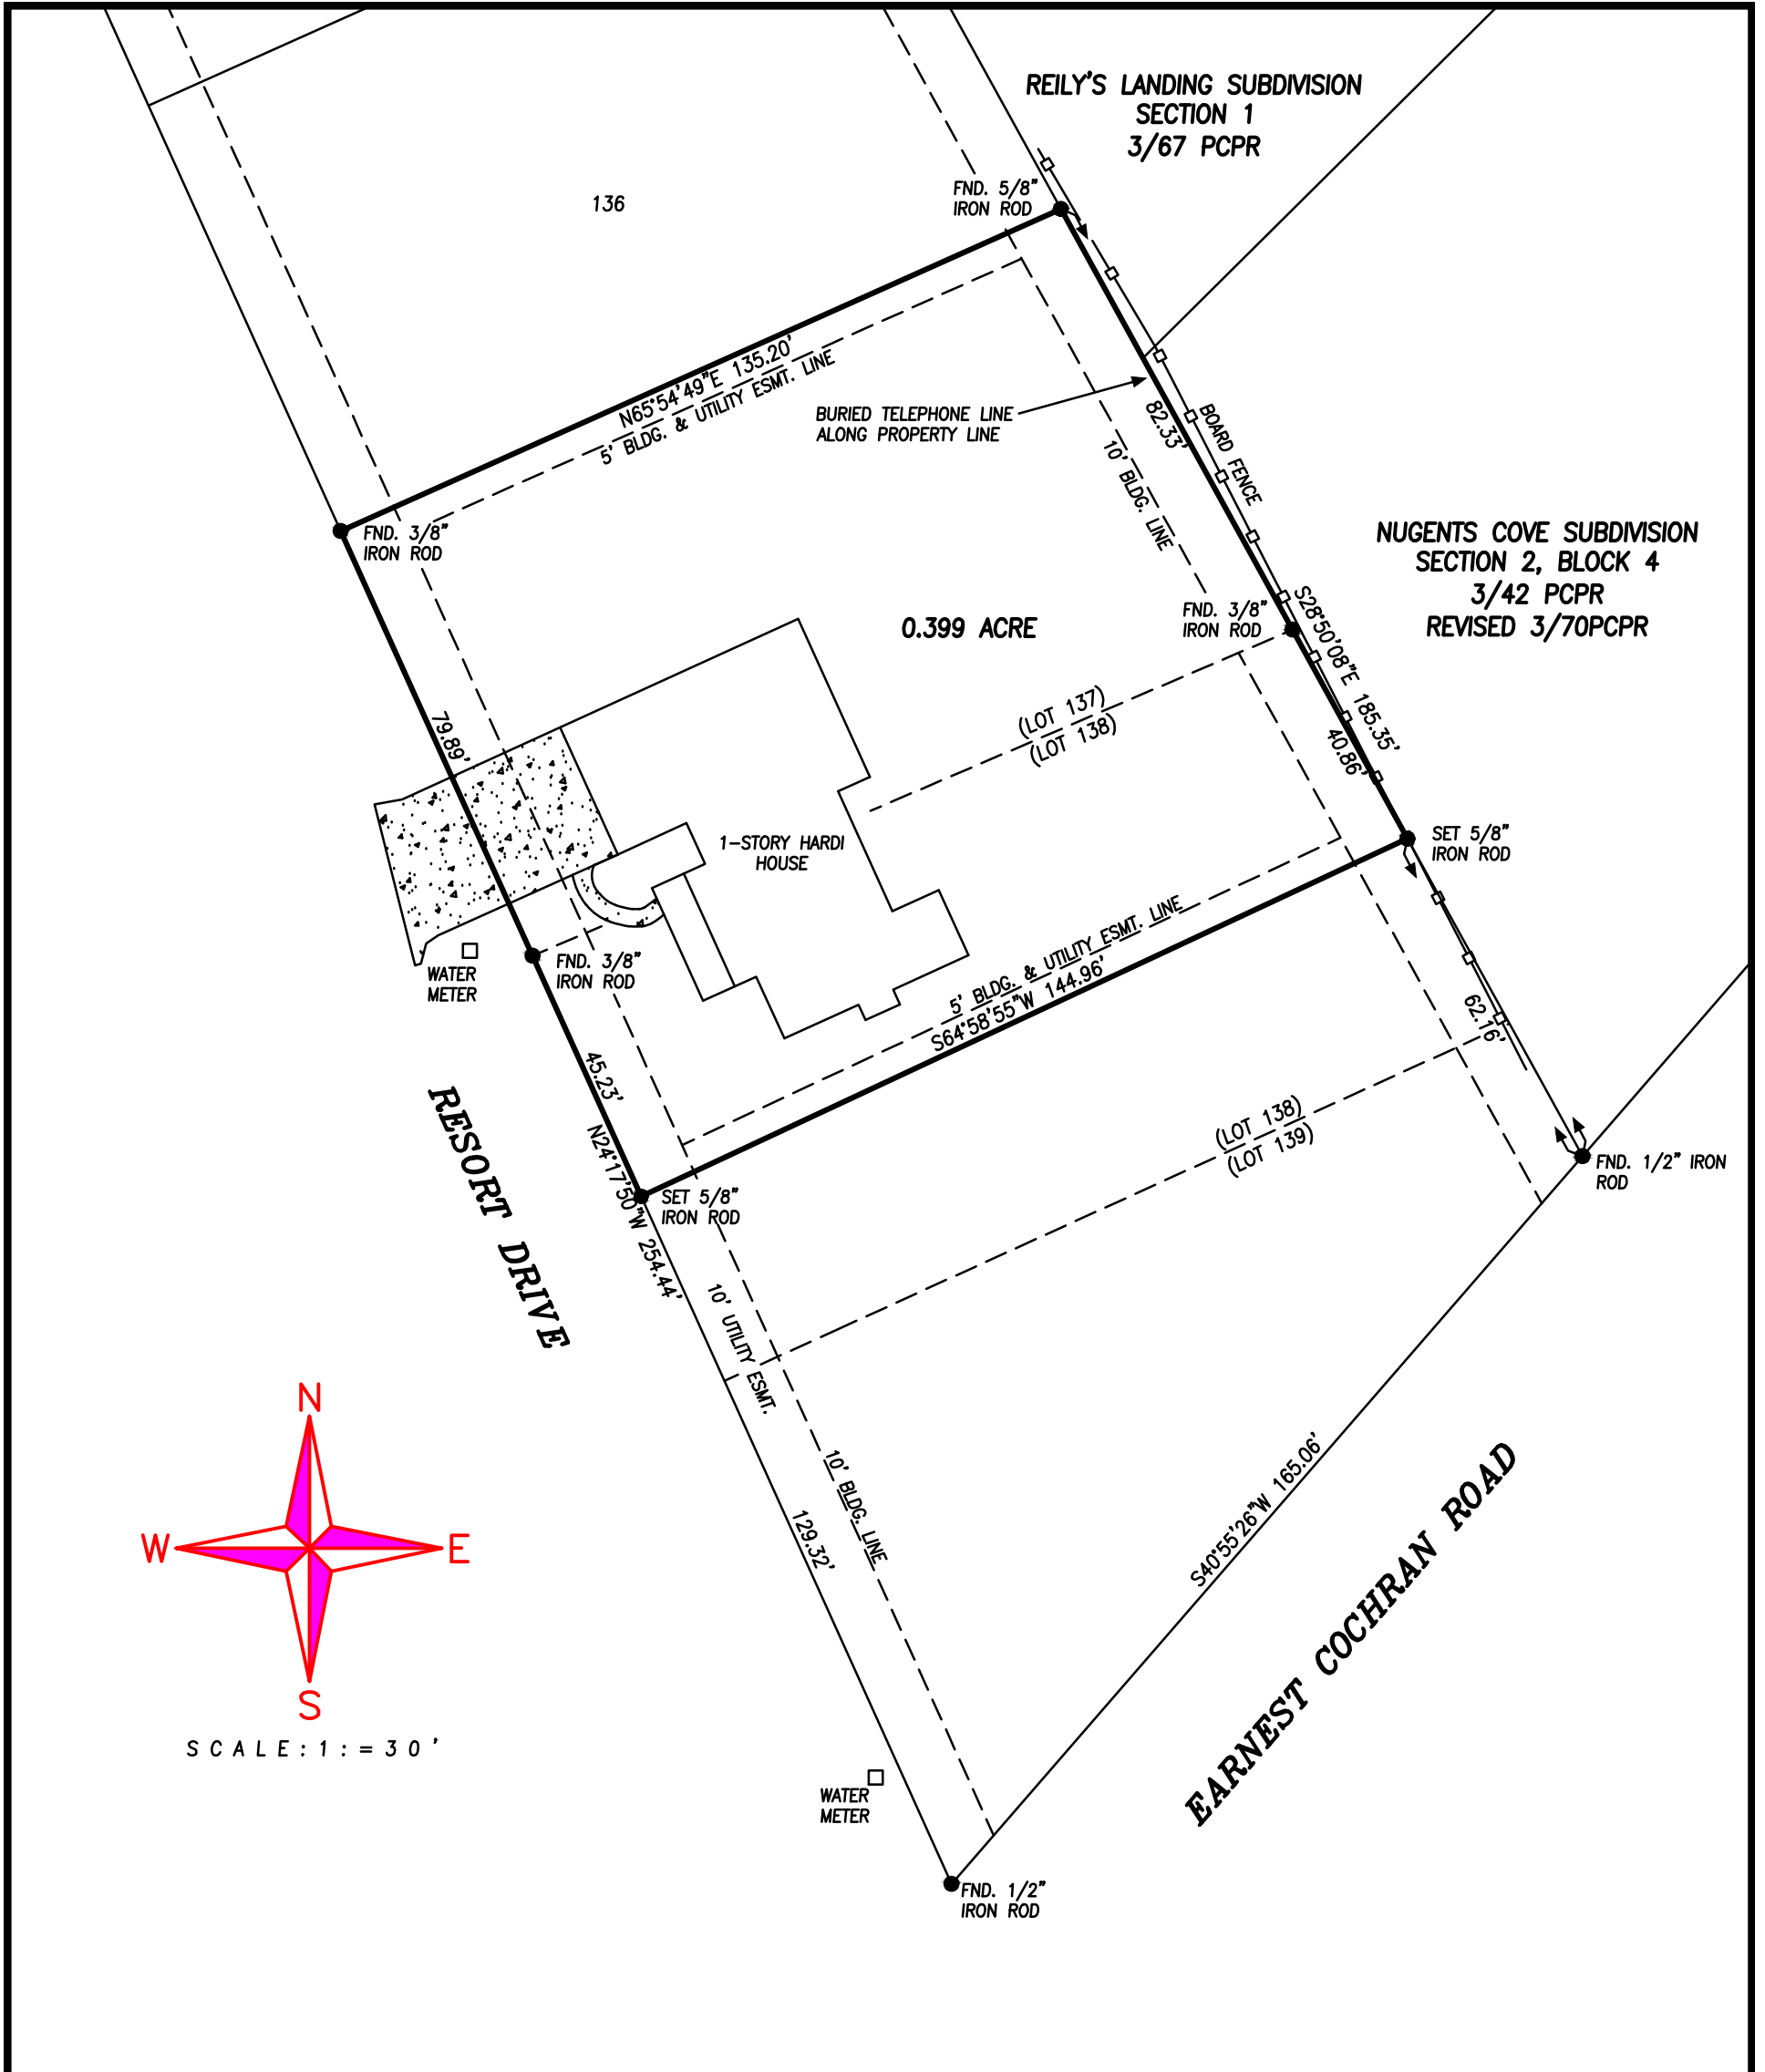 REILY'S LANDING SUBDIVISION
SECTION 1
3/67 PCPR
136
FND. 5/8"
IRON ROD
N65°54'49"E 135.20'
5' BLDG. & UTILITY ESMT. LINE
BURIED TELEPHONE LINE
ALONG PROPERTY LINE
82.33'
BOARD FENCE
10' BLDG. LINE
FND. 3/8"
IRON ROD
NUGENTS COVE SUBDIVISION
SECTION 2, BLOCK 4
3/42 PCPR
REVISED 3/70PCPR
0.399 ACRE
FND. 3/8"
IRON ROD
S28°50'08"E 185.35'
40.86'
(LOT 137)
(LOT 138)
79.89'
1-STORY HARDI
HOUSE
SET 5/8"
IRON ROD
WATER
METER
FND. 3/8"
IRON ROD
5' BLDG. & UTILITY ESMT. LINE
S64°58'55"W 144.96'
62.16'
45.23'
RESORT DRIVE
N24°17'50"W 254.44'
SET 5/8"
IRON ROD
(LOT 138)
(LOT 139)
FND. 1/2" IRON
ROD
10' UTILITY ESMT.
10' BLDG. LINE
129.32'
S40°55'26"W 165.06'
EARNEST COCHRAN ROAD
N
W
E
S
SCALE:1:=30'
WATER
METER
FND. 1/2"
IRON ROD